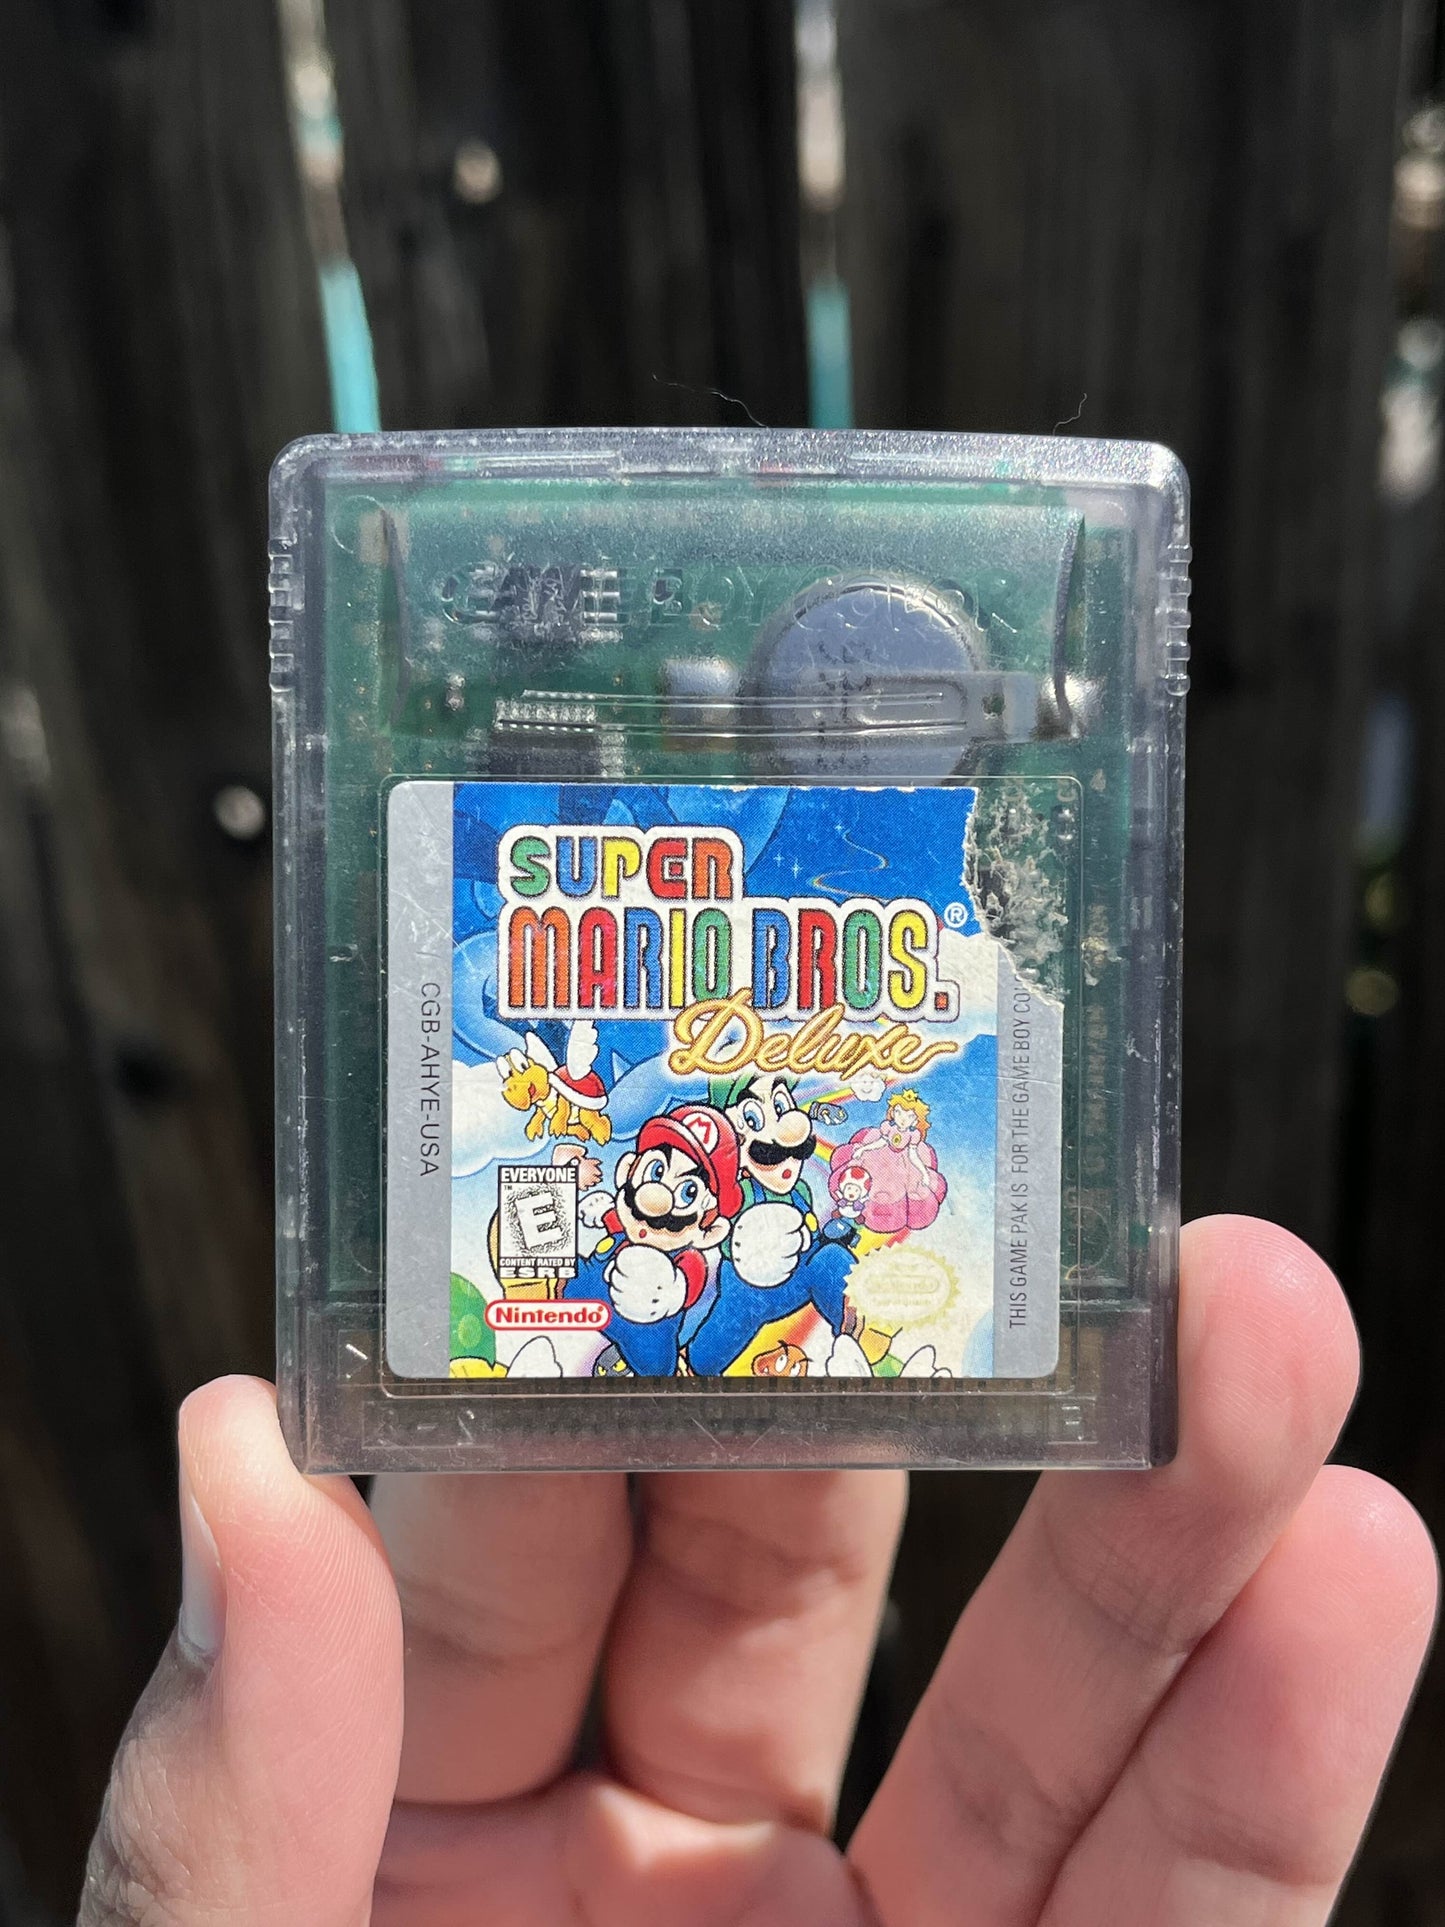 GAME BOY COLOR
SUPER
MARIO BROS.®
Deluxe
CGB-AHYE-USA
THIS GAME PAK IS FOR THE GAME BOY
EVERYONE
TM
E
CONTENT RATED BY
ESRB
Nintendo®
M